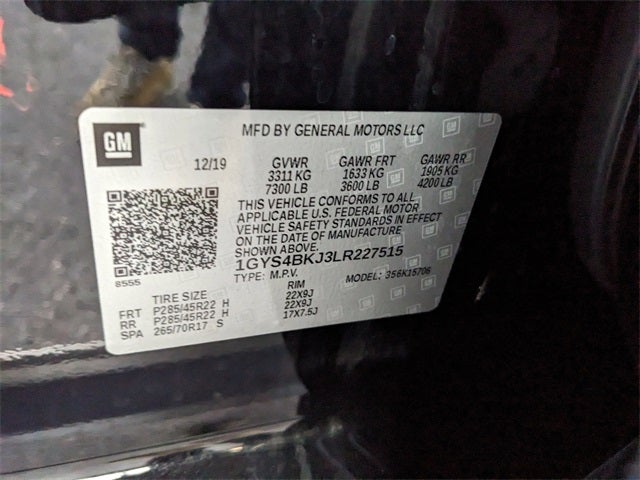 GM
MFD BY GENERAL MOTORS LLC
12/19 GVWR GAWR FRT GAWR RR
3311 KG 1633 KG 1905 KG
7300 LB 3600 LB 4200 LB
THIS VEHICLE CONFORMS TO ALL
APPLICABLE U.S. FEDERAL MOTOR
VEHICLE SAFETY STANDARDS IN EFFECT
ON THE DATE OF MANUFACTURE
SHOWN ABOVE.
1GYS4BKJ3LR227515
8555 TYPE: M.P.V. MODEL: 356K15706
TIRE SIZE RIM
FRT P285/45R22 H 22X9J
RR P285/45R22 H 22X9J
SPA 265/70R17 S 17X7.5J